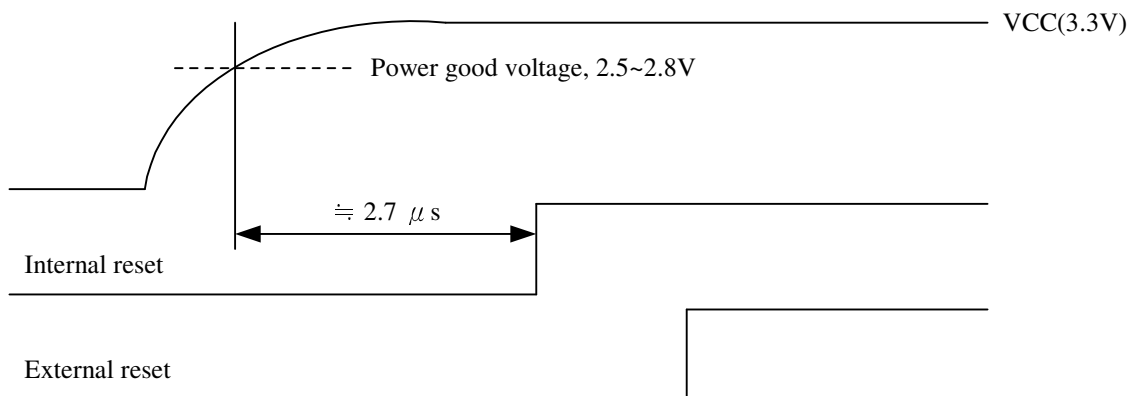 VCC(3.3V)
Power good voltage, 2.5~2.8V
≒ 2.7 μs
Internal reset
External reset